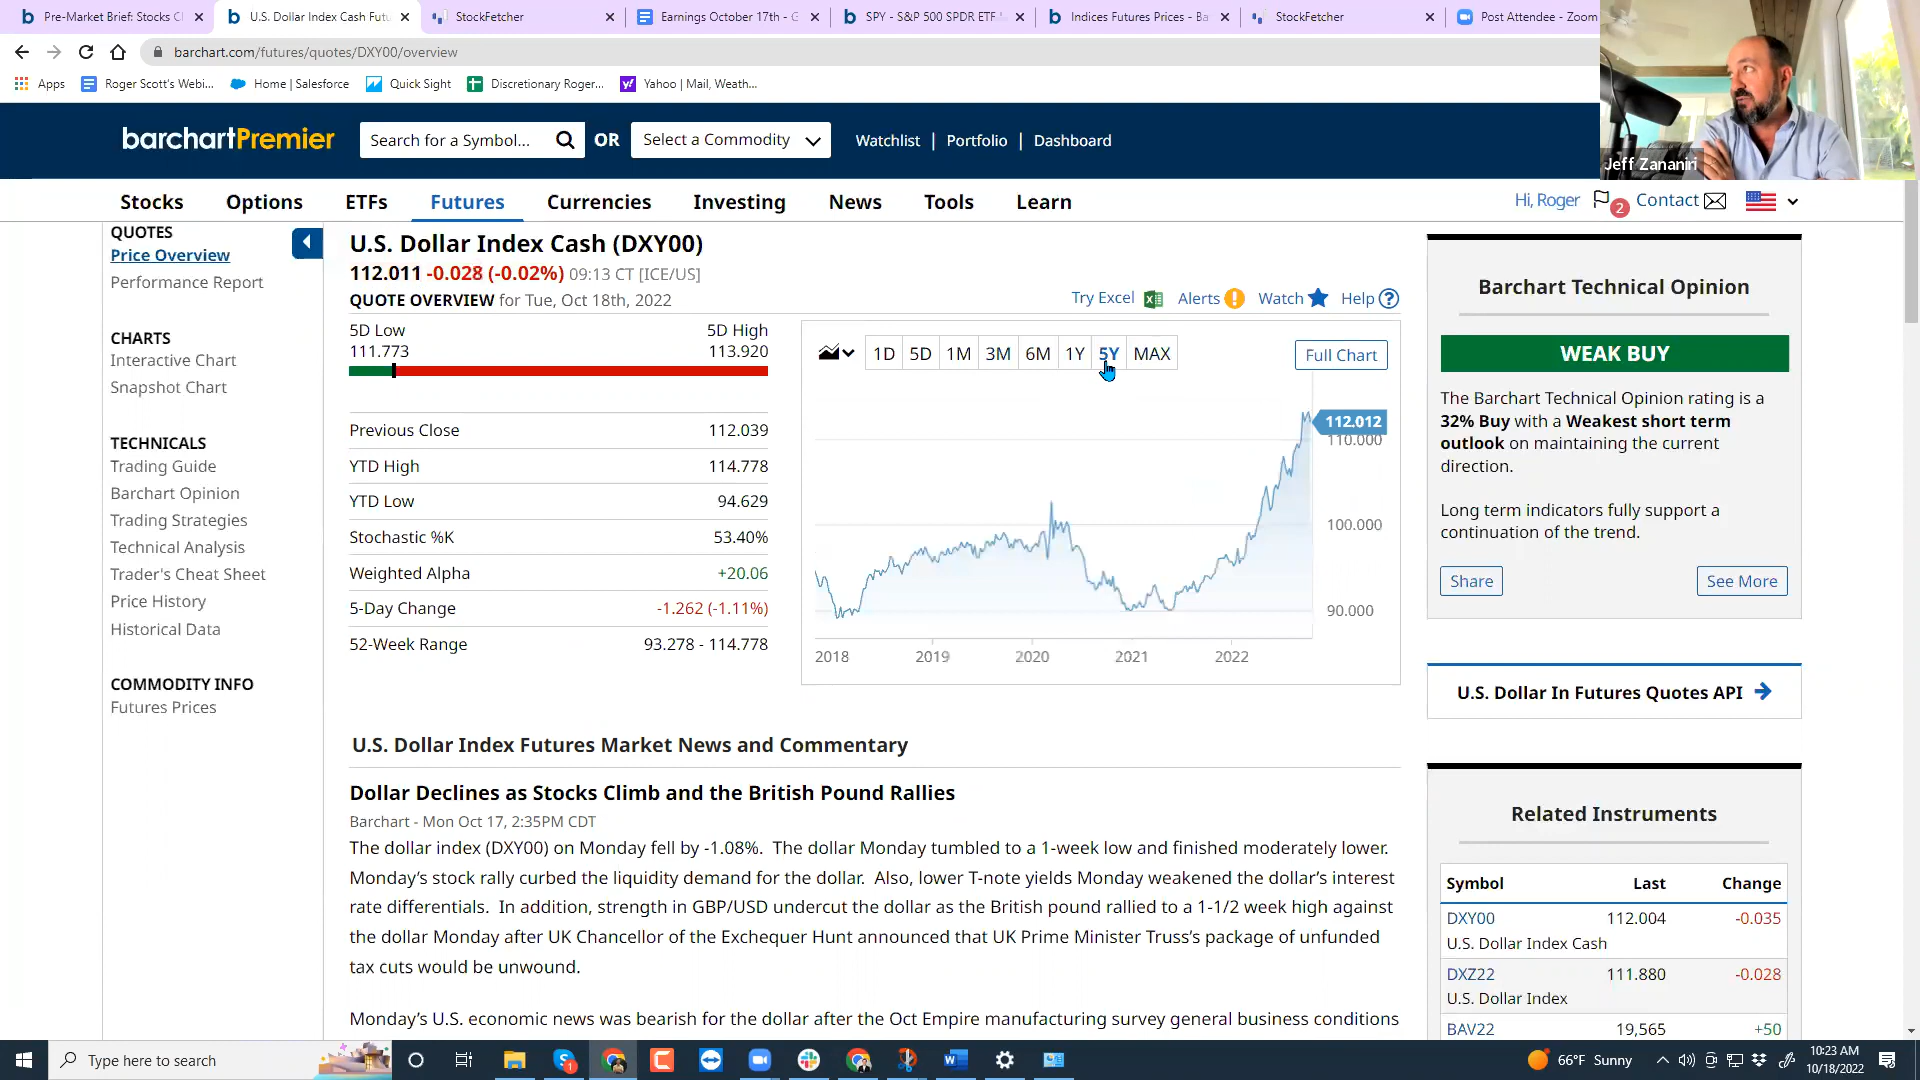 Pre-Market Brief: Stocks Cl
U.S. Dollar Index Cash Futu
StockFetcher
Earnings October 17th - G
SPY - S&P 500 SPDR ETF
Indices Futures Prices - Ba
StockFetcher
Post Attendee - Zoom
barchart.com/futures/quotes/DXY00/overview
Apps
Roger Scott's Webi...
Home | Salesforce
Quick Sight
Discretionary Roger...
Yahoo | Mail, Weath...
barchartPremier
Search for a Symbol...
OR
Select a Commodity
Watchlist | Portfolio | Dashboard
Jeff Zananiri
Stocks
Options
ETFs
Futures
Currencies
Investing
News
Tools
Learn
Hi, Roger
2
Contact
QUOTES
Price Overview
Performance Report
CHARTS
Interactive Chart
Snapshot Chart
TECHNICALS
Trading Guide
Barchart Opinion
Trading Strategies
Technical Analysis
Trader's Cheat Sheet
Price History
Historical Data
COMMODITY INFO
Futures Prices
U.S. Dollar Index Cash (DXY00)
112.011 -0.028 (-0.02%) 09:13 CT [ICE/US]
QUOTE OVERVIEW for Tue, Oct 18th, 2022
Try Excel
Alerts
Watch
Help
5D Low 5D High
111.773 113.920
Previous Close 112.039
YTD High 114.778
YTD Low 94.629
Stochastic %K 53.40%
Weighted Alpha +20.06
5-Day Change -1.262 (-1.11%)
52-Week Range 93.278 - 114.778
1D 5D 1M 3M 6M 1Y 5Y MAX
Full Chart
112.012
110.000
100.000
90.000
2018 2019 2020 2021 2022
Barchart Technical Opinion
WEAK BUY
The Barchart Technical Opinion rating is a
32% Buy with a Weakest short term
outlook on maintaining the current
direction.
Long term indicators fully support a
continuation of the trend.
Share
See More
U.S. Dollar In Futures Quotes API
U.S. Dollar Index Futures Market News and Commentary
Dollar Declines as Stocks Climb and the British Pound Rallies
Barchart - Mon Oct 17, 2:35PM CDT
The dollar index (DXY00) on Monday fell by -1.08%. The dollar Monday tumbled to a 1-week low and finished moderately lower.
Monday's stock rally curbed the liquidity demand for the dollar. Also, lower T-note yields Monday weakened the dollar's interest
rate differentials. In addition, strength in GBP/USD undercut the dollar as the British pound rallied to a 1-1/2 week high against
the dollar Monday after UK Chancellor of the Exchequer Hunt announced that UK Prime Minister Truss's package of unfunded
tax cuts would be unwound.
Monday's U.S. economic news was bearish for the dollar after the Oct Empire manufacturing survey general business conditions
Related Instruments
Symbol Last Change
DXY00 112.004 -0.035
U.S. Dollar Index Cash
DXZ22 111.880 -0.028
U.S. Dollar Index
BAV22 19,565 +50
Type here to search
66°F Sunny
10:23 AM
10/18/2022